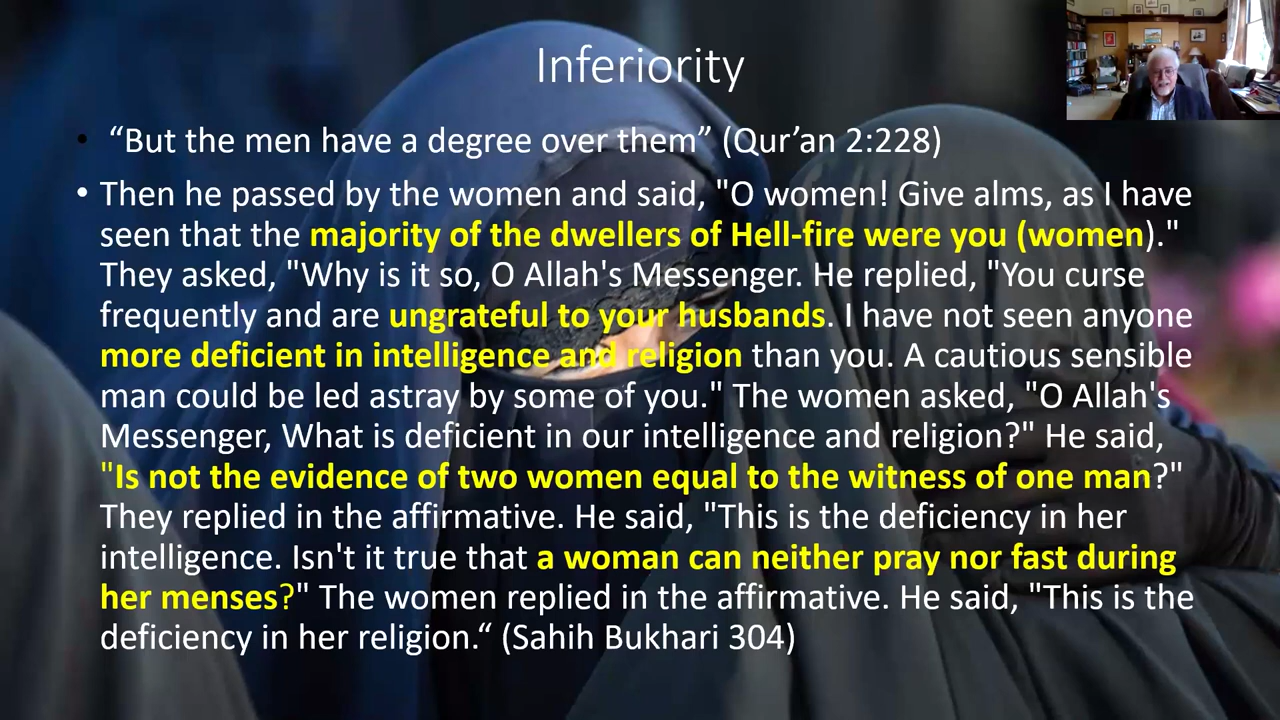 Inferiority
• “But the men have a degree over them” (Qur’an 2:228)
• Then he passed by the women and said, "O women! Give alms, as I have
seen that the majority of the dwellers of Hell-fire were you (women)."
They asked, "Why is it so, O Allah's Messenger. He replied, "You curse
frequently and are ungrateful to your husbands. I have not seen anyone
more deficient in intelligence and religion than you. A cautious sensible
man could be led astray by some of you." The women asked, "O Allah's
Messenger, What is deficient in our intelligence and religion?" He said,
"Is not the evidence of two women equal to the witness of one man?"
They replied in the affirmative. He said, "This is the deficiency in her
intelligence. Isn't it true that a woman can neither pray nor fast during
her menses?" The women replied in the affirmative. He said, "This is the
deficiency in her religion.“ (Sahih Bukhari 304)